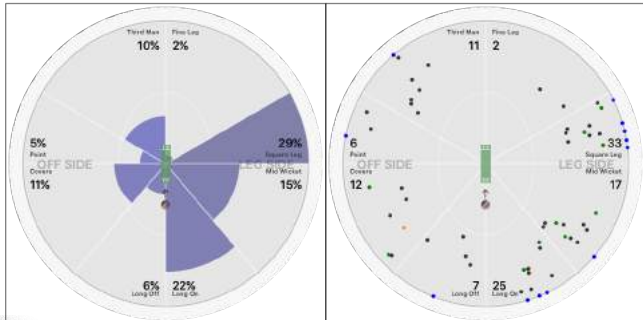 Third Man Fine Leg
10% 2%
5%
Point
OFF SIDE
Covers
11%
29%
Square Leg
LEG SIDE
Mid Wicket
15%
6% 22%
Long Off Long On
Third Man Fine Leg
11 2
6
Point
OFF SIDE
Covers
12
33
Square Leg
LEG SIDE
Mid Wicket
17
7 25
Long Off Long On